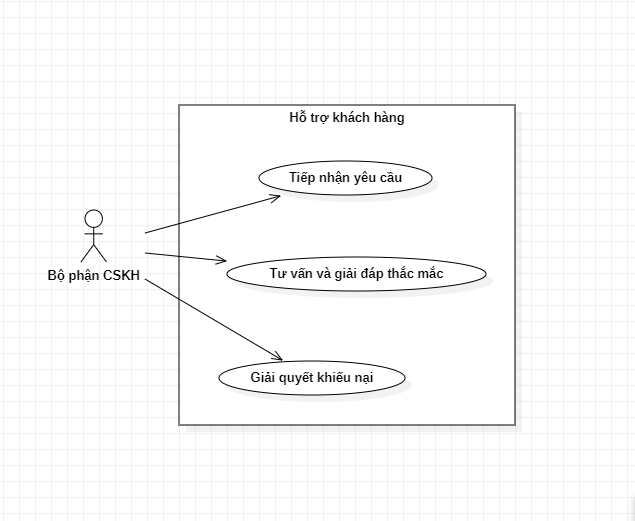 Hỗ trợ khách hàng
Tiếp nhận yêu cầu
Bộ phận CSKH
Tư vấn và giải đáp thắc mắc
Giải quyết khiếu nại